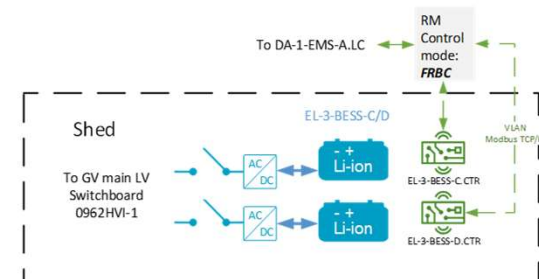 RM
Control
mode:
FRBC
To DA-1-EMS-A.LC
EL-3-BESS-C/D
VLAN
Modbus TCP/I
Shed
To GV main LV
Switchboard
0962HVI-1
AC
DC
- +
Li-ion
EL-3-BESS-C.CTR
AC
DC
- +
Li-ion
EL-3-BESS-D.CTR